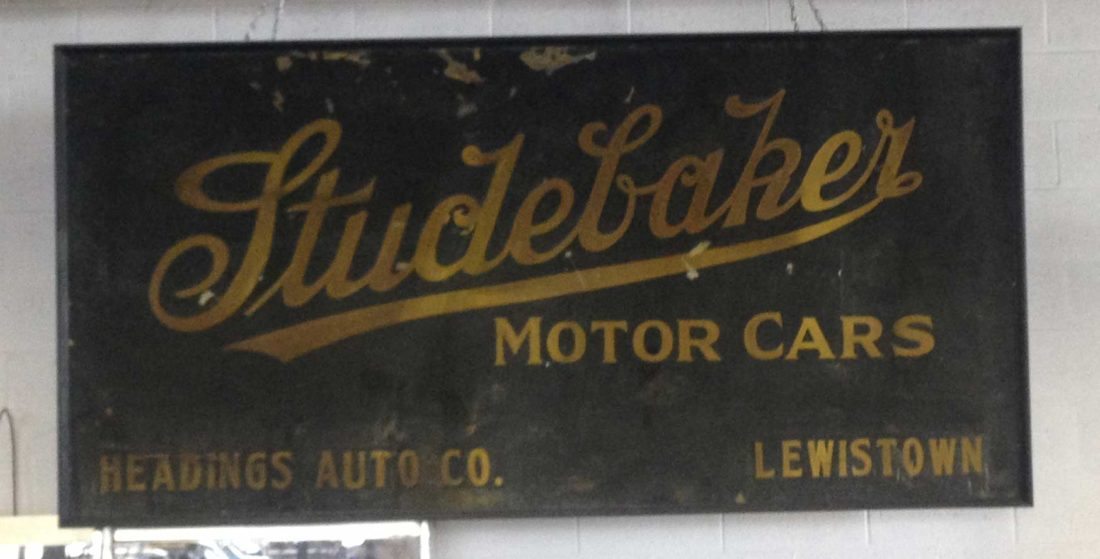 Studebaker
MOTOR CARS
HEADINGS AUTO CO. LEWISTOWN